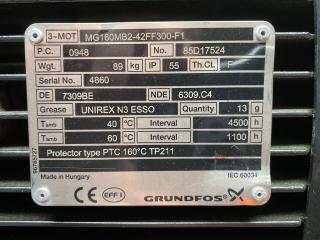 3~MOT MG160MB2-42FF300-F1
P.C. 0948 No. 85D17524
Wgt. 89 kg IP 55 Th.CL F
Serial No. 4860
DE 7309BE NDE 6309.C4
Grease UNIREX N3 ESSO Quantity 13 g
Tamb 40 °C Interval 4500 h
Tamb 60 °C Interval 1100 h
Protector type PTC 160°C TP211
Made in Hungary IEC 60034
CE EFF 1 GRUNDFOS X